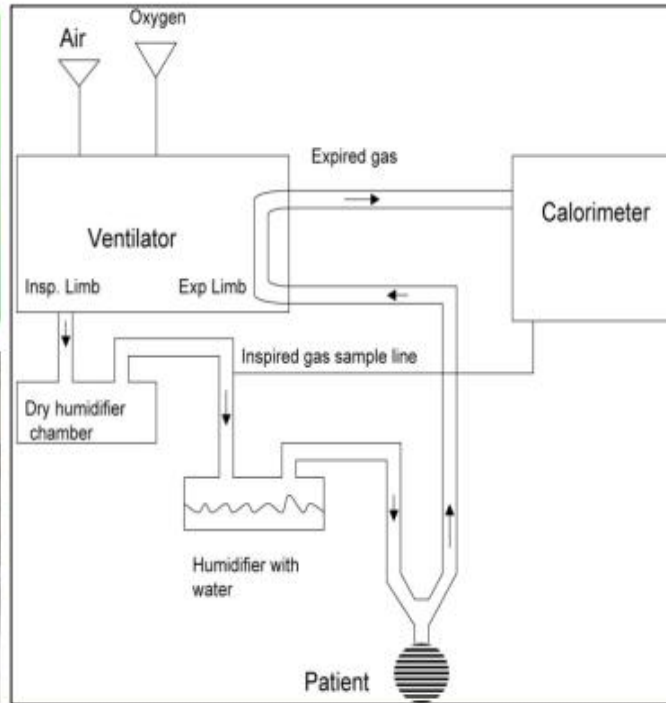 Oxygen
Air
Expired gas
Calorimeter
Ventilator
Insp. Limb
Exp Limb
Inspired gas sample line
Dry humidifier
chamber
Humidifier with
water
Patient